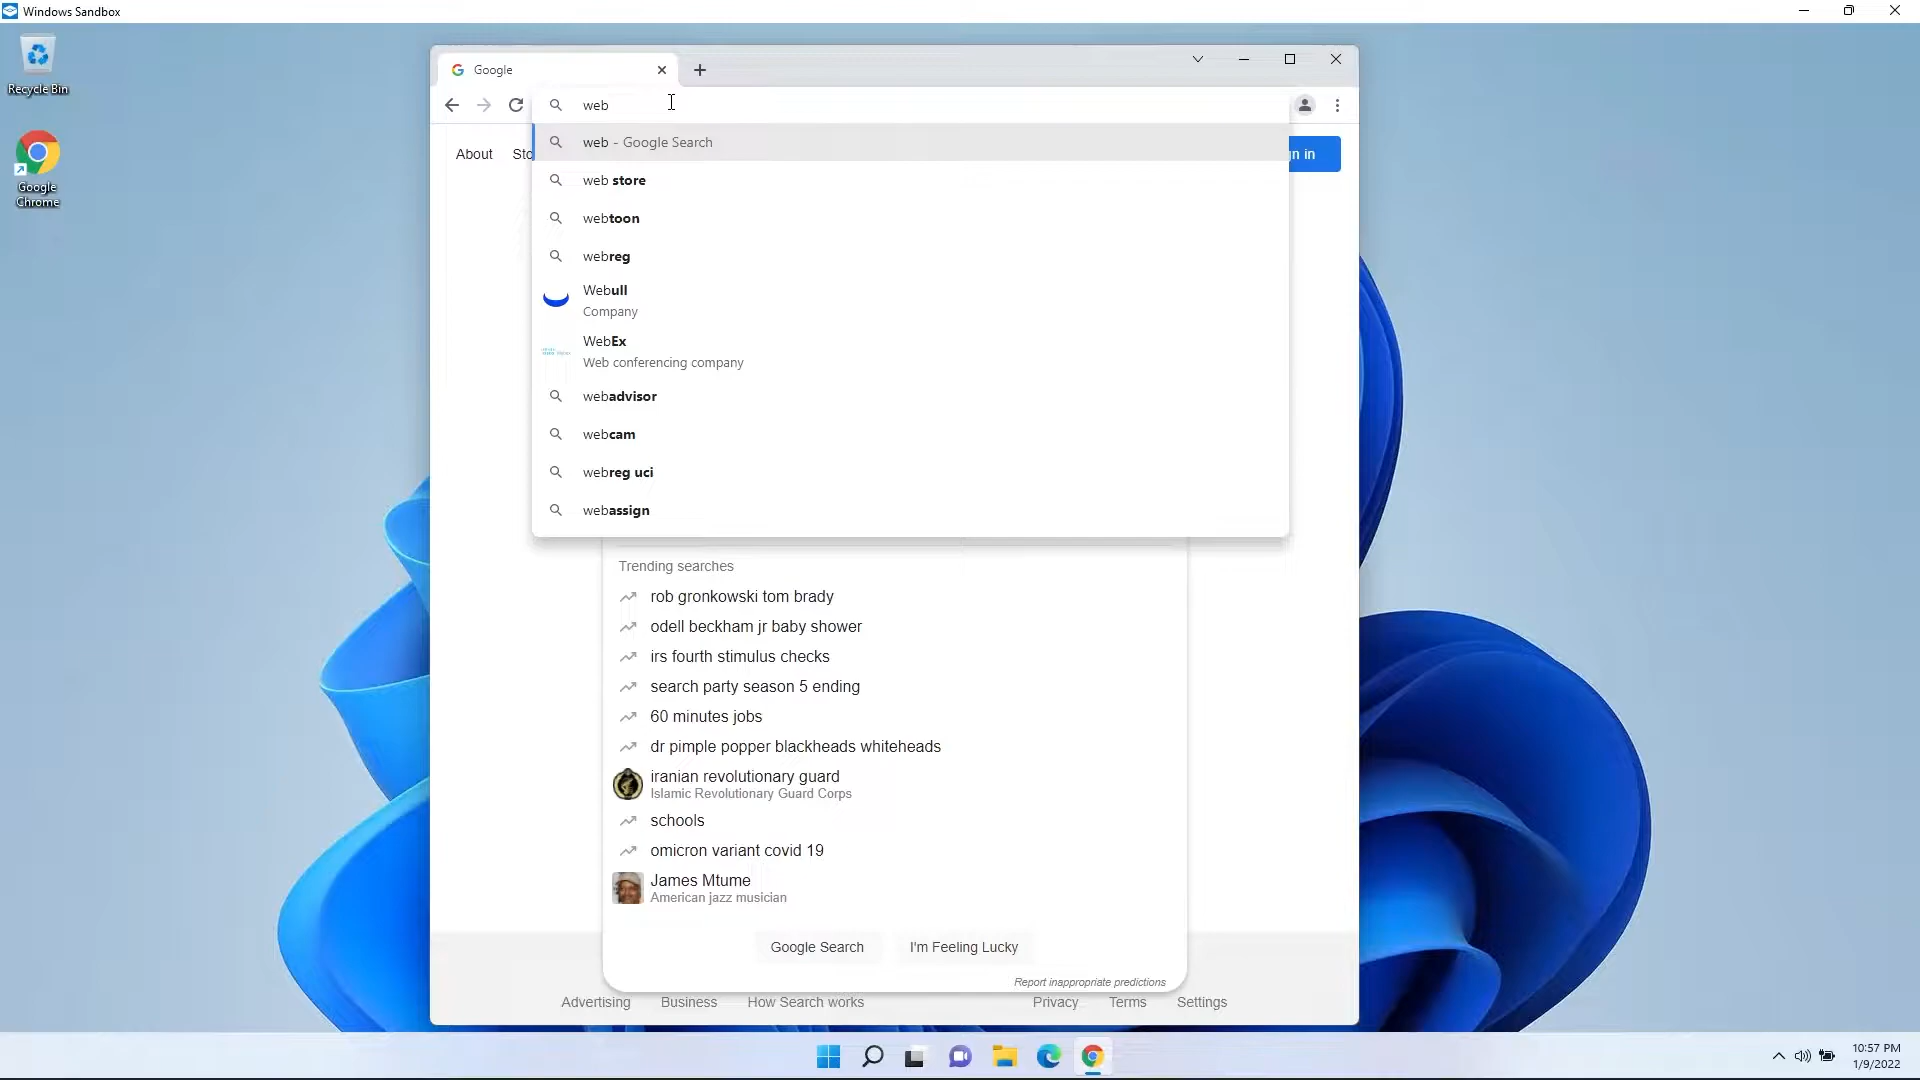 Windows Sandbox
Recycle Bin
Google
Chrome
Google
web
About
Sto
n in
web - Google Search
web store
webtoon
webreg
Webull
Company
WebEx
Web conferencing company
webadvisor
webcam
webreg uci
webassign
Trending searches
rob gronkowski tom brady
odell beckham jr baby shower
irs fourth stimulus checks
search party season 5 ending
60 minutes jobs
dr pimple popper blackheads whiteheads
iranian revolutionary guard
Islamic Revolutionary Guard Corps
schools
omicron variant covid 19
James Mtume
American jazz musician
Google Search
I'm Feeling Lucky
Report inappropriate predictions
Advertising
Business
How Search works
Privacy
Terms
Settings
10:57 PM
1/9/2022